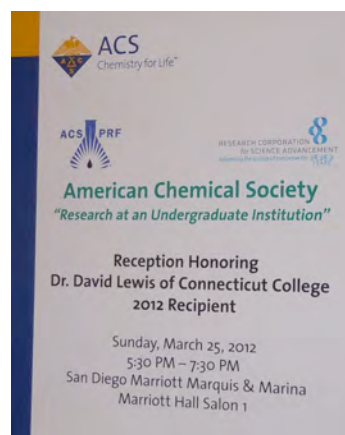 ACS
Chemistry for Life™
A C S
ACS PRF
RESEARCH CORPORATION
for SCIENCE ADVANCEMENT
American Chemical Society
"Research at an Undergraduate Institution"
Reception Honoring
Dr. David Lewis of Connecticut College
2012 Recipient
Sunday, March 25, 2012
5:30 PM – 7:30 PM
San Diego Marriott Marquis & Marina
Marriott Hall Salon 1